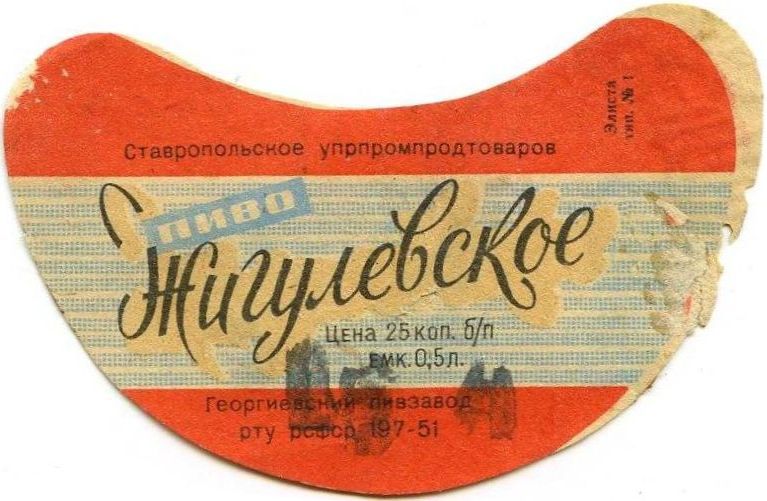 Элиста
тип. № 1
Ставропольское упрпромпродтоваров
пиво
Жигулевское
Цена 25 коп. б/п
емк. 0,5 л.
Георгиевский пивзавод
рту рсфср 197-51